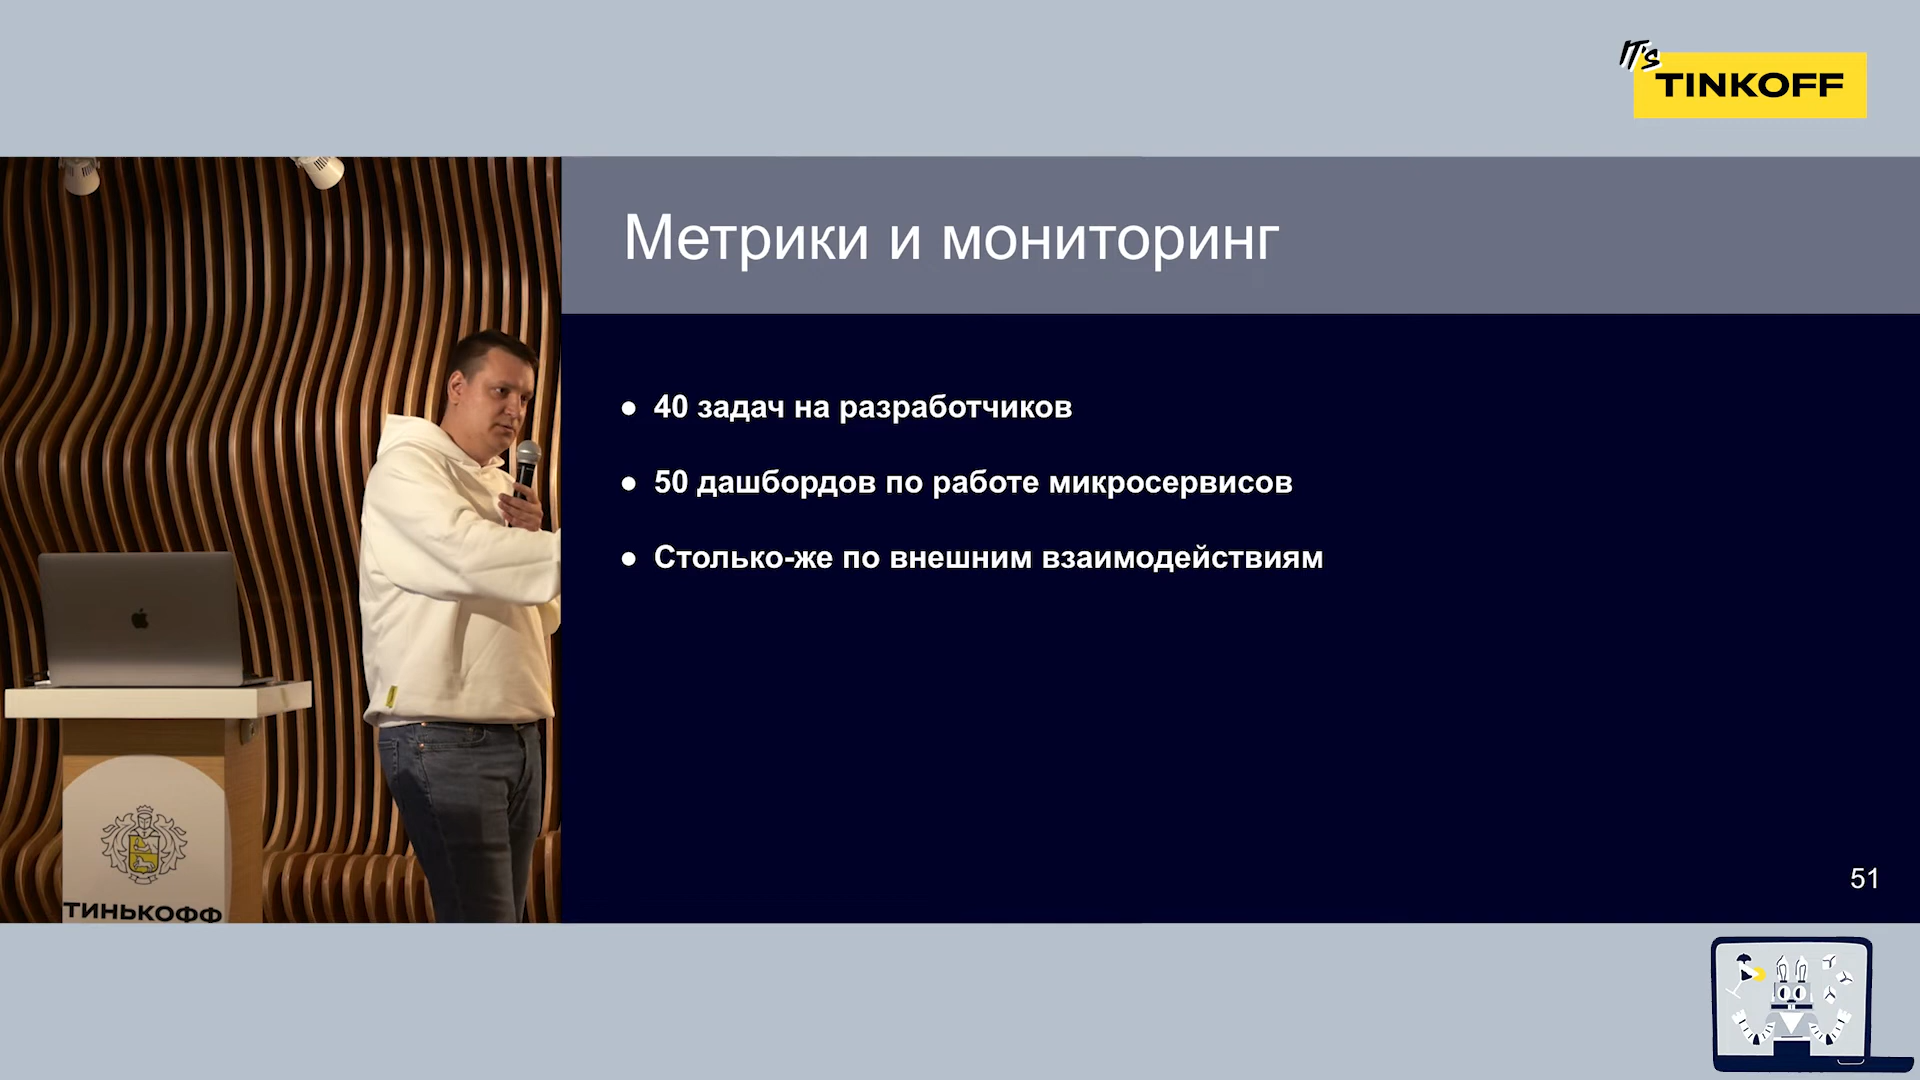 IT's
TINKOFF
Метрики и мониторинг
● 40 задач на разработчиков
● 50 дашбордов по работе микросервисов
● Столько-же по внешним взаимодействиям
51
ТИНЬКОФФ